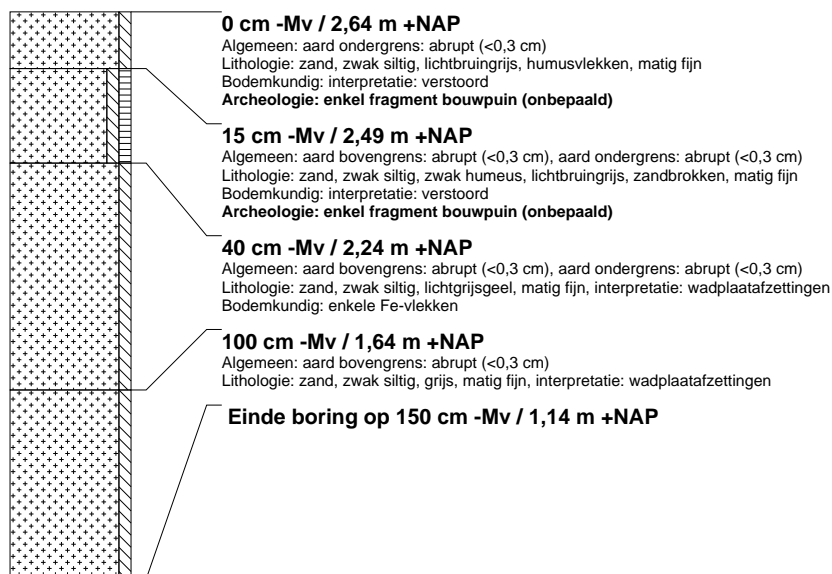 0 cm -Mv / 2,64 m +NAP
Algemeen: aard ondergrens: abrupt (<0,3 cm)
Lithologie: zand, zwak siltig, lichtbruingrijs, humusvlekken, matig fijn
Bodemkundig: interpretatie: verstoord
Archeologie: enkel fragment bouwpuin (onbepaald)
15 cm -Mv / 2,49 m +NAP
Algemeen: aard bovengrens: abrupt (<0,3 cm), aard ondergrens: abrupt (<0,3 cm)
Lithologie: zand, zwak siltig, zwak humeus, lichtbruingrijs, zandbrokken, matig fijn
Bodemkundig: interpretatie: verstoord
Archeologie: enkel fragment bouwpuin (onbepaald)
40 cm -Mv / 2,24 m +NAP
Algemeen: aard bovengrens: abrupt (<0,3 cm), aard ondergrens: abrupt (<0,3 cm)
Lithologie: zand, zwak siltig, lichtgrijsgeel, matig fijn, interpretatie: wadplaatafzettingen
Bodemkundig: enkele Fe-vlekken
100 cm -Mv / 1,64 m +NAP
Algemeen: aard bovengrens: abrupt (<0,3 cm)
Lithologie: zand, zwak siltig, grijs, matig fijn, interpretatie: wadplaatafzettingen
Einde boring op 150 cm -Mv / 1,14 m +NAP